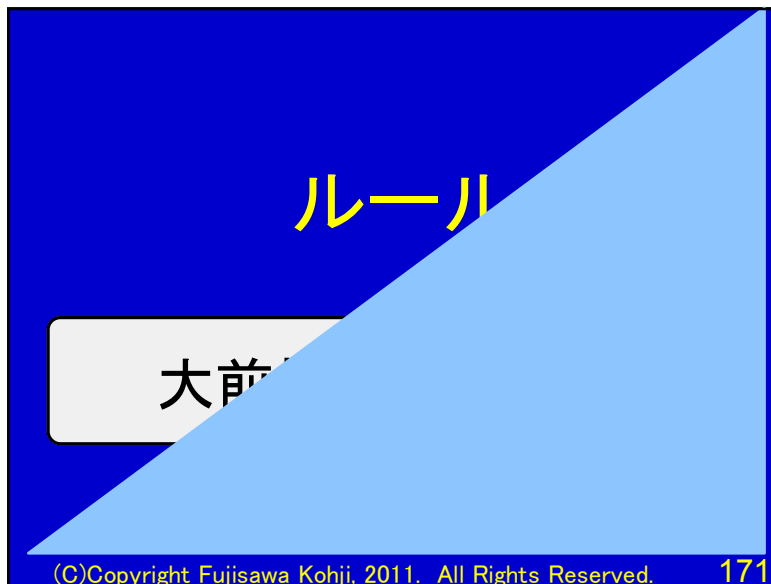 ルール
大前
(C)Copyright Fujisawa Kohji, 2011. All Rights Reserved.
171